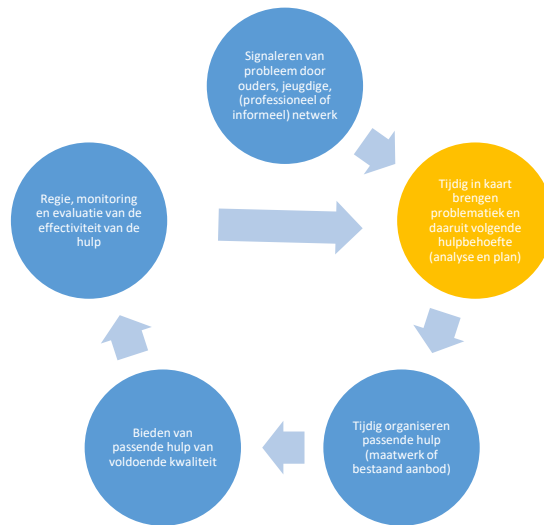 Signaleren van
probleem door
ouders, jeugdige,
(professioneel of
informeel) netwerk
Tijdig in kaart
brengen
problematiek en
daaruit volgende
hulpbehoefte
(analyse en plan)
Tijdig organiseren
passende hulp
(maatwerk of
bestaand aanbod)
Bieden van
passende hulp van
voldoende kwaliteit
Regie, monitoring
en evaluatie van de
effectiviteit van de
hulp